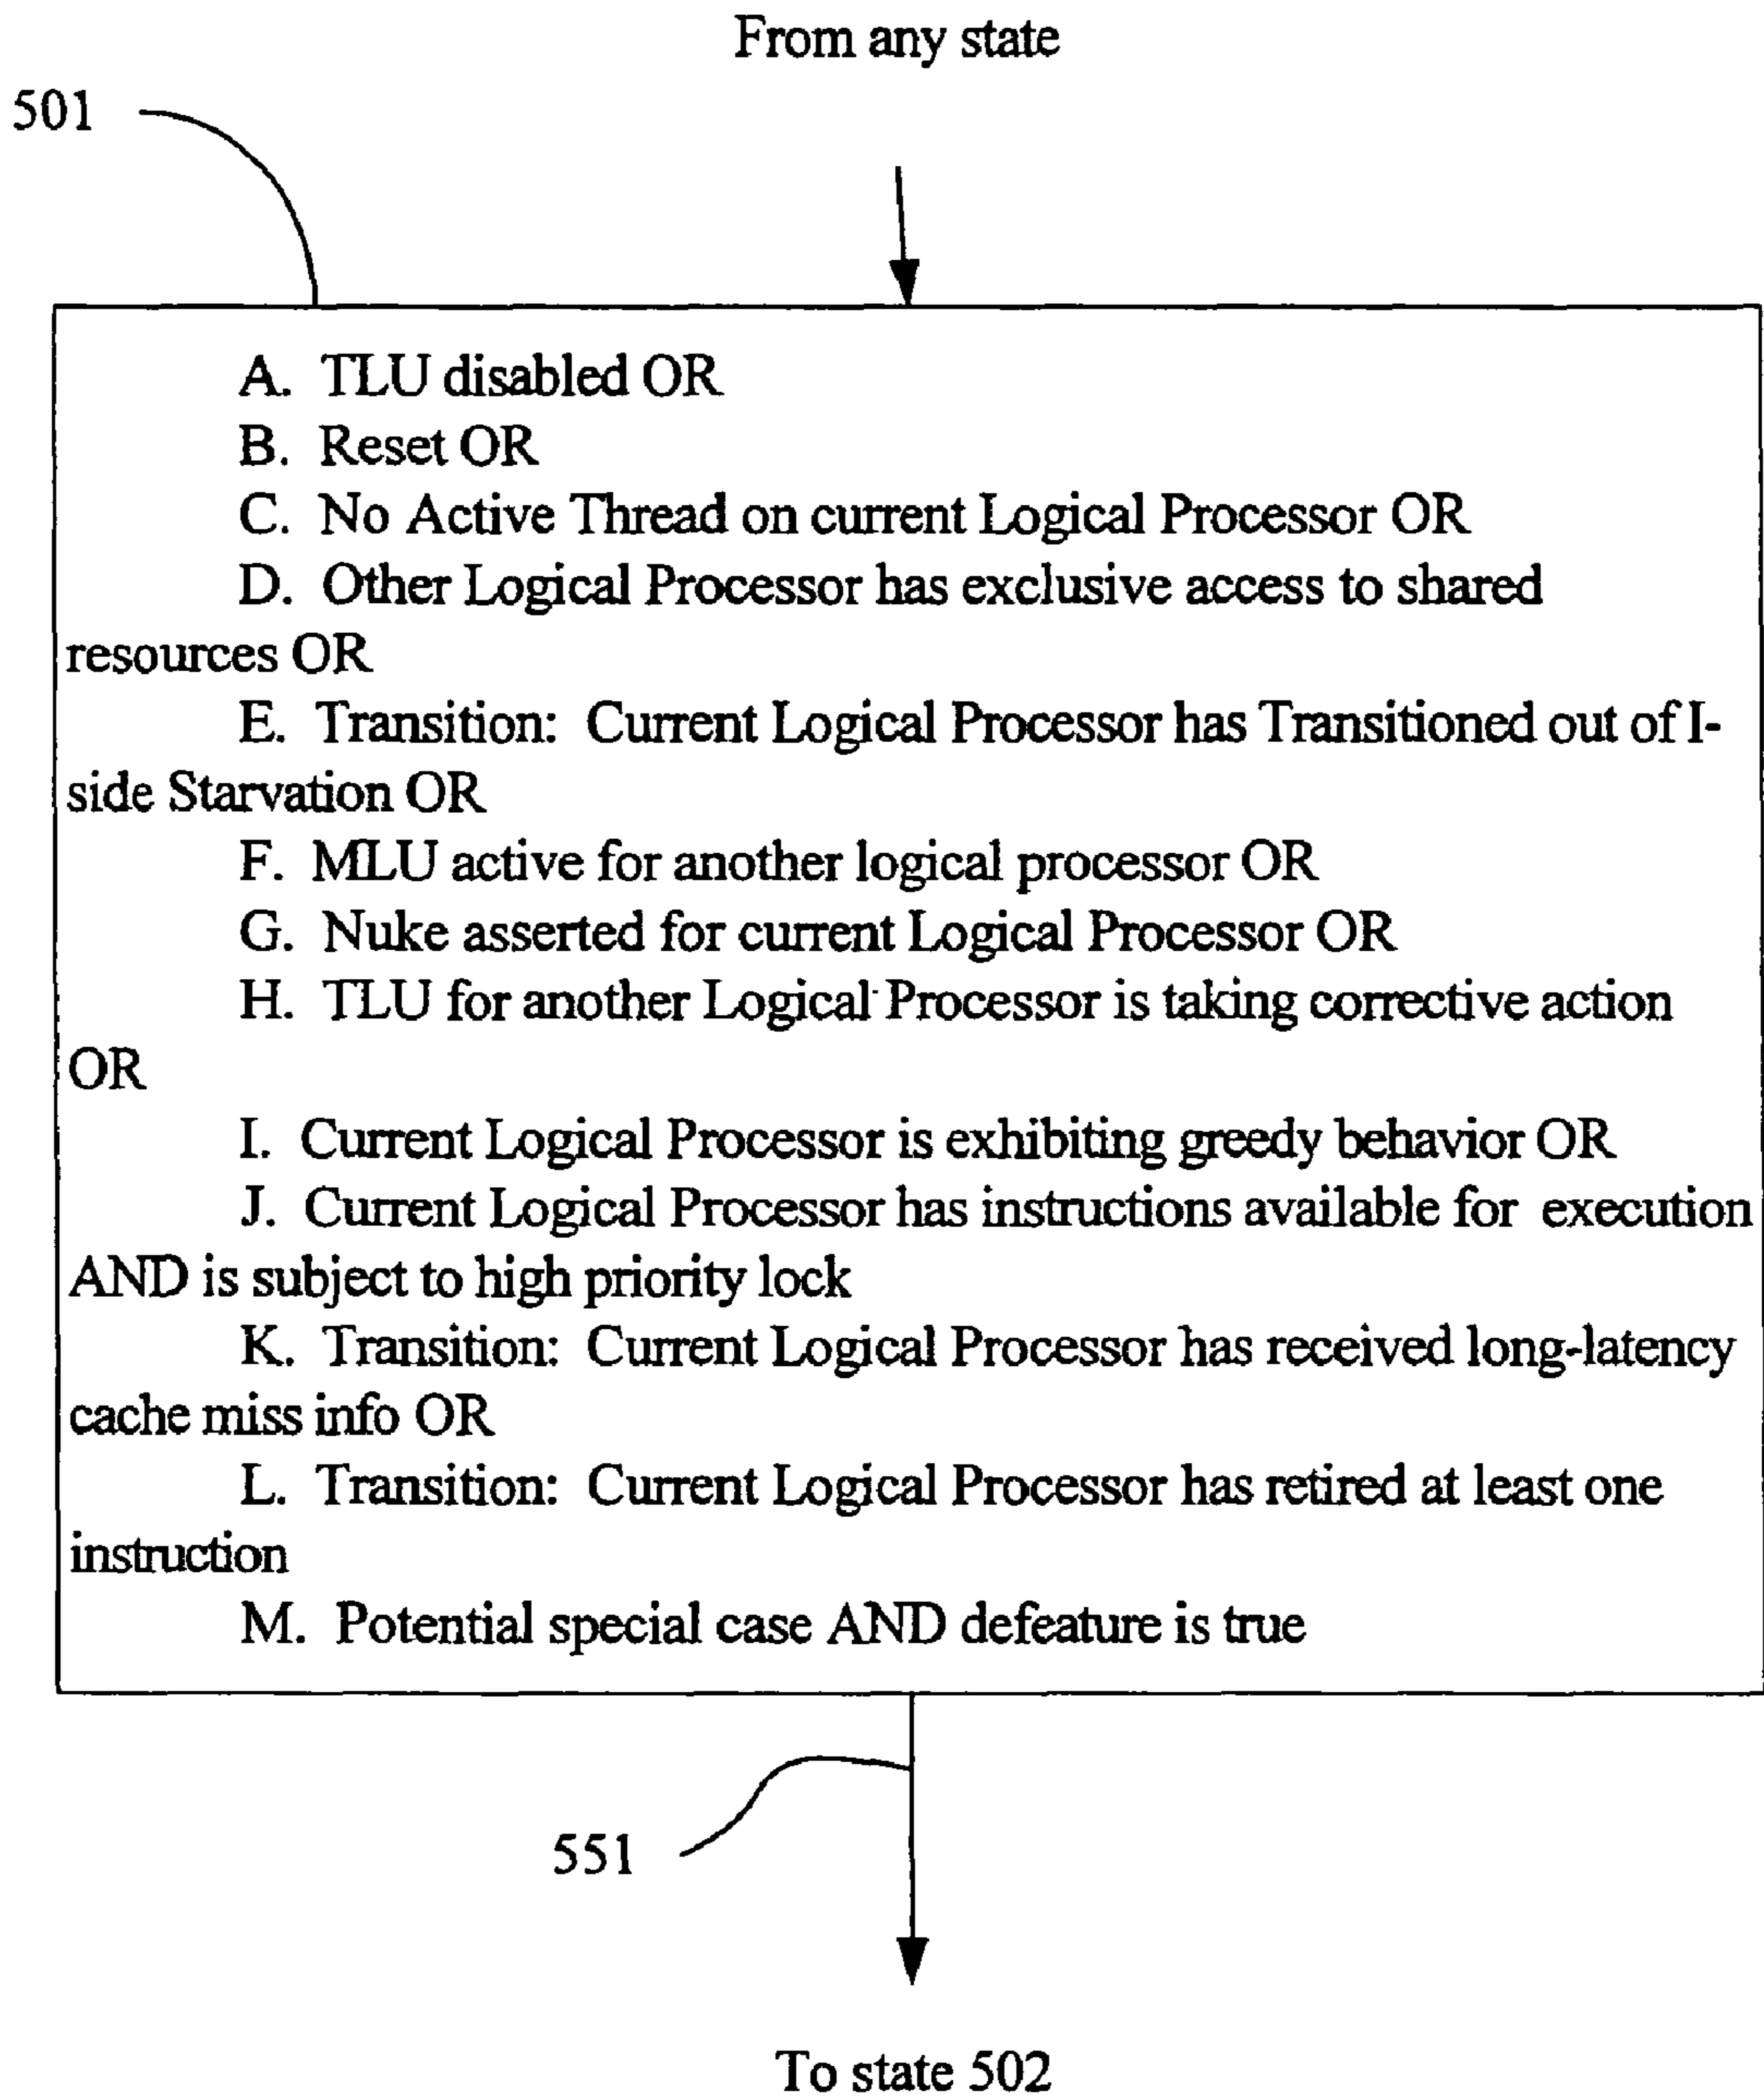 From any state
501
A. TLU disabled OR
B. Reset OR
C. No Active Thread on current Logical Processor OR
D. Other Logical Processor has exclusive access to shared
resources OR
E. Transition: Current Logical Processor has Transitioned out of I-
side Starvation OR
F. MLU active for another logical processor OR
G. Nuke asserted for current Logical Processor OR
H. TLU for another Logical Processor is taking corrective action
OR
I. Current Logical Processor is exhibiting greedy behavior OR
J. Current Logical Processor has instructions available for execution
AND is subject to high priority lock
K. Transition: Current Logical Processor has received long-latency
cache miss info OR
L. Transition: Current Logical Processor has retired at least one
instruction
M. Potential special case AND defeature is true
551
To state 502